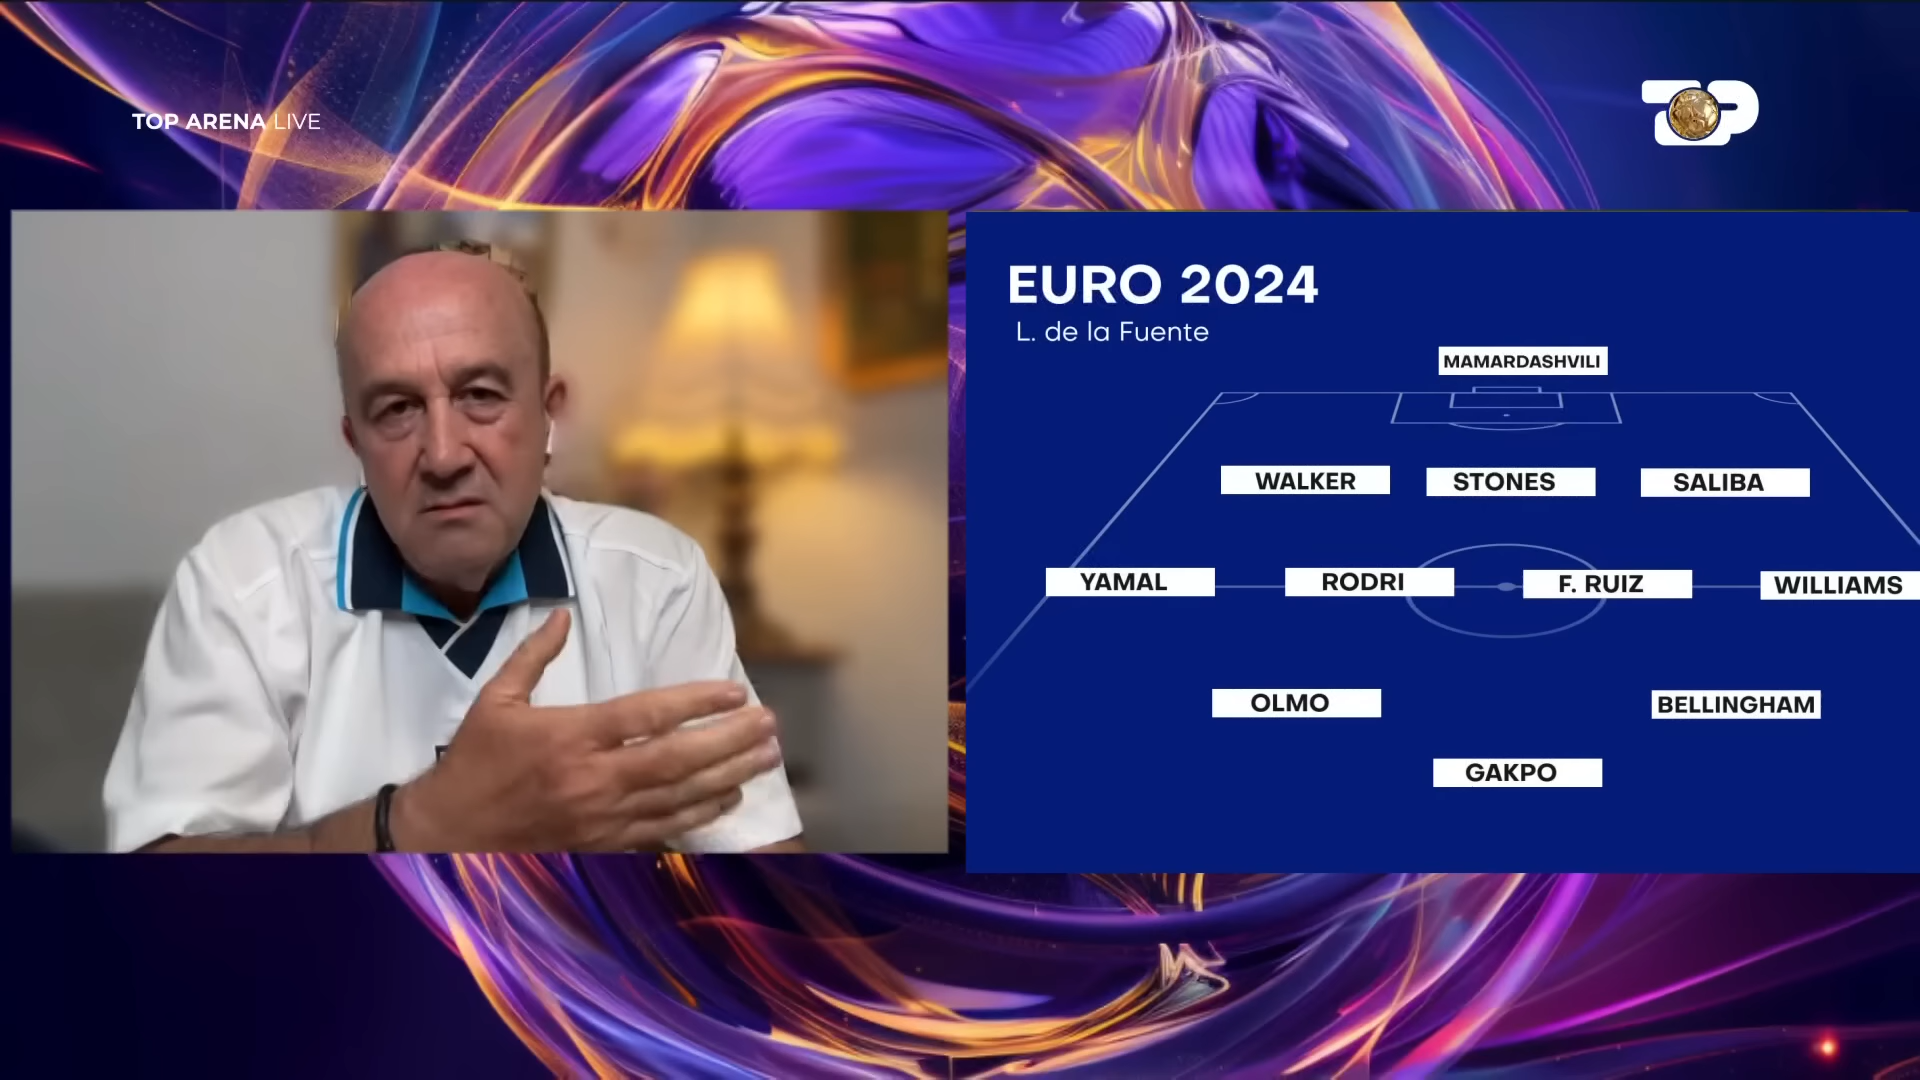 TOP ARENA LIVE
TOP
EURO 2024
L. de la Fuente
MAMARDASHVILI
WALKER STONES SALIBA
YAMAL RODRI F. RUIZ WILLIAMS
OLMO BELLINGHAM
GAKPO